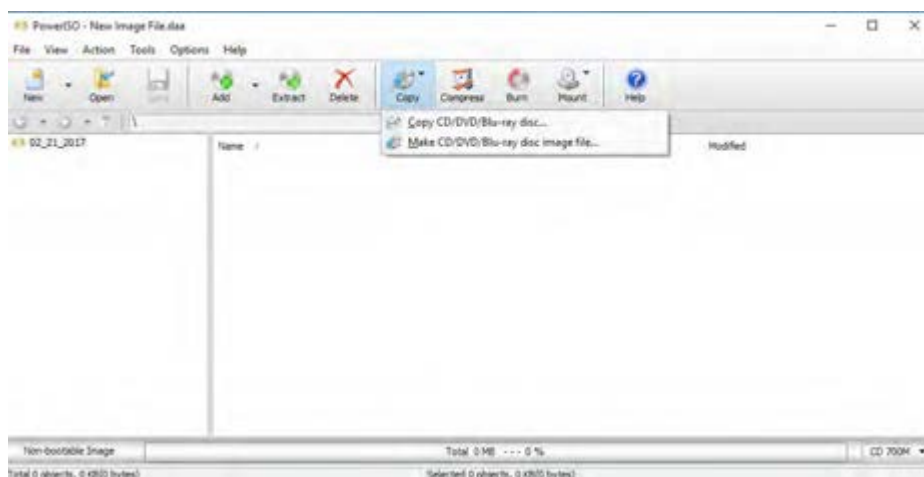 PowerISO - New Image File.daa
File View Action Tools Options Help
New Open Save Add Extract Delete Copy Compress Burn Mount Help
\
Copy CD/DVD/Blu-ray disc...
Make CD/DVD/Blu-ray disc image file...
02_21_2017
Name / Modified
Non-bootable Image Total 0 MB --- 0 % CD 700M
Total 0 objects, 0 KB(0 bytes) Selected 0 objects, 0 KB(0 bytes)